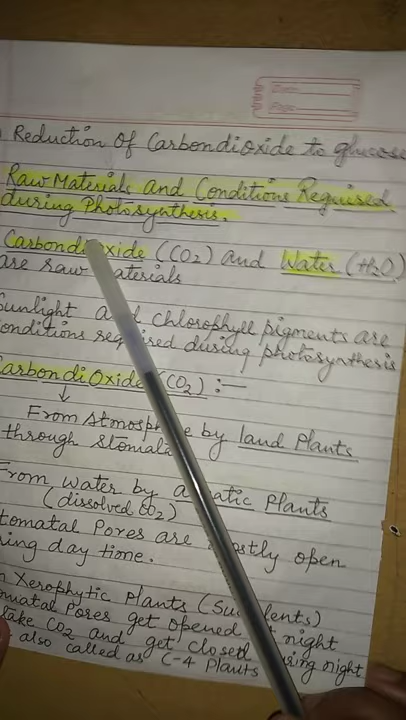 Date
Page
Reduction Of Carbondioxide to glucose
Raw Materials and Conditions Required
during Photosynthesis.
Carbondioxide (CO2) and Water (H2O)
are raw materials
Sunlight and chlorophyll pigments are
conditions required during photosynthesis
CarbondiOxide (CO2) :—
↓
From Atmosphere by land Plants
through Stomata
From water by aquatic Plants
(dissolved CO2)
Stomatal Pores are mostly open
during day time.
In Xerophytic plants (Succulents)
Stomatal Pores get opened at night
Take CO2 and get closed during night
also called as C-4 Plants